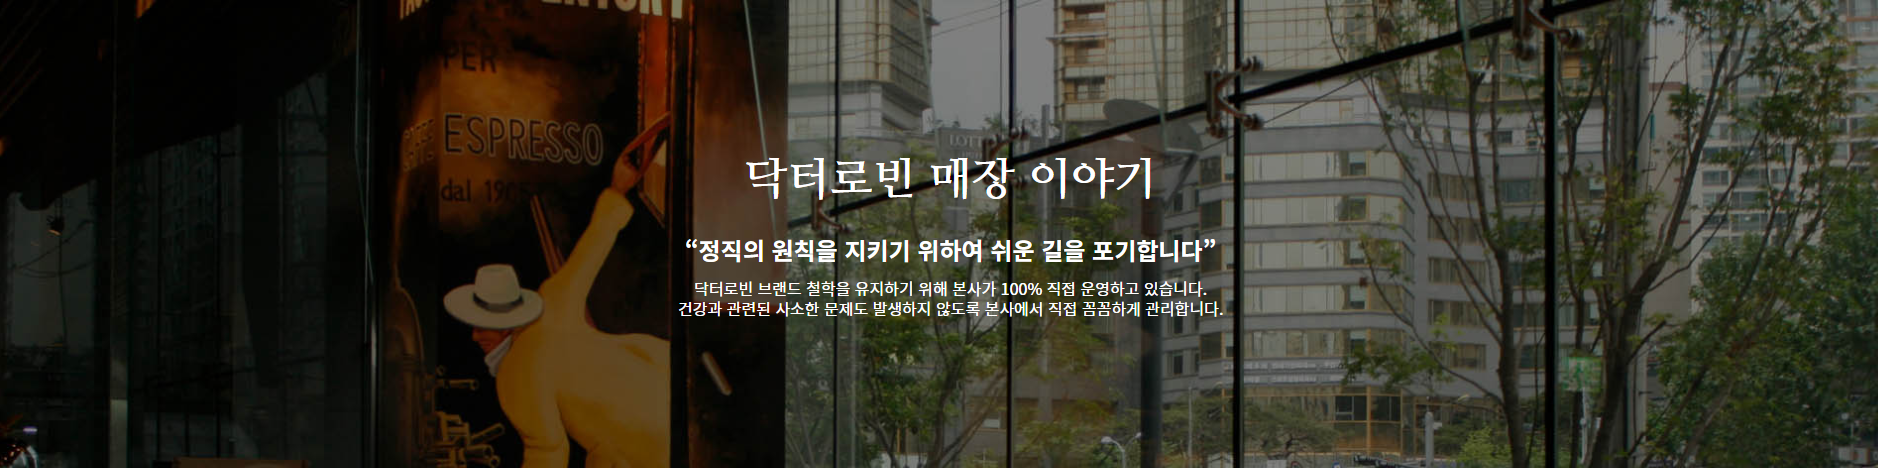 PER
ESPRESSO
dal 190
닥터로빈 매장 이야기
“정직의 원칙을 지키기 위하여 쉬운 길을 포기합니다”
닥터로빈 브랜드 철학을 유지하기 위해 본사가 100% 직접 운영하고 있습니다.
건강과 관련된 사소한 문제도 발생하지 않도록 본사에서 직접 꼼꼼하게 관리합니다.